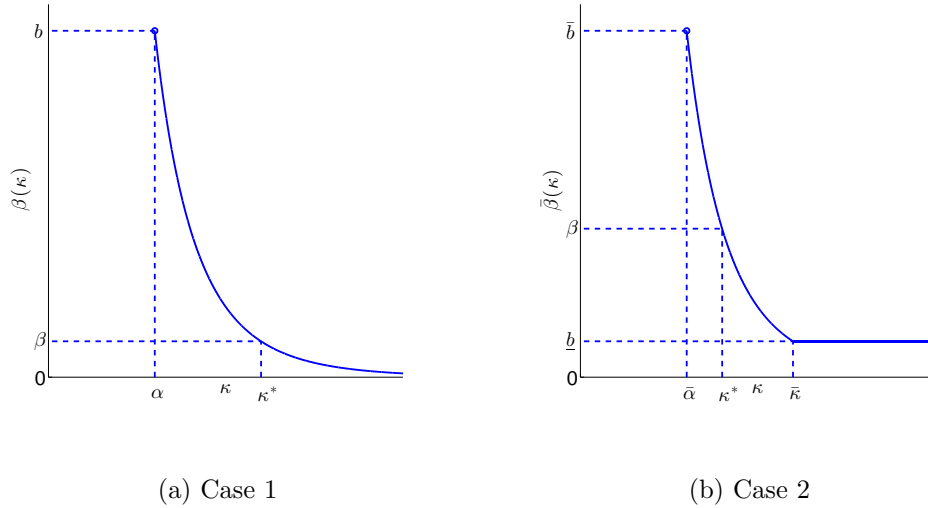 b
β(κ)
β
0
α
κ
κ*
(a) Case 1
b̄
β̄(κ)
β
b̲
0
ᾱ
κ*
κ
κ̄
(b) Case 2